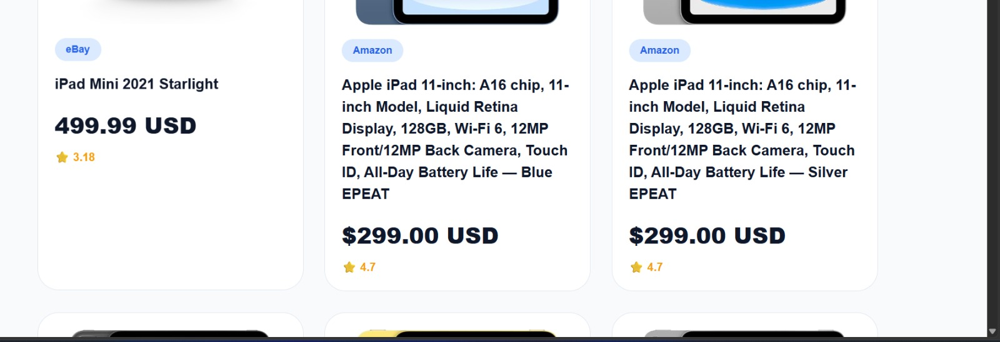 eBay
iPad Mini 2021 Starlight
499.99 USD
3.18
Amazon
Apple iPad 11-inch: A16 chip, 11-
inch Model, Liquid Retina
Display, 128GB, Wi-Fi 6, 12MP
Front/12MP Back Camera, Touch
ID, All-Day Battery Life — Blue
EPEAT
$299.00 USD
4.7
Amazon
Apple iPad 11-inch: A16 chip, 11-
inch Model, Liquid Retina
Display, 128GB, Wi-Fi 6, 12MP
Front/12MP Back Camera, Touch
ID, All-Day Battery Life — Silver
EPEAT
$299.00 USD
4.7